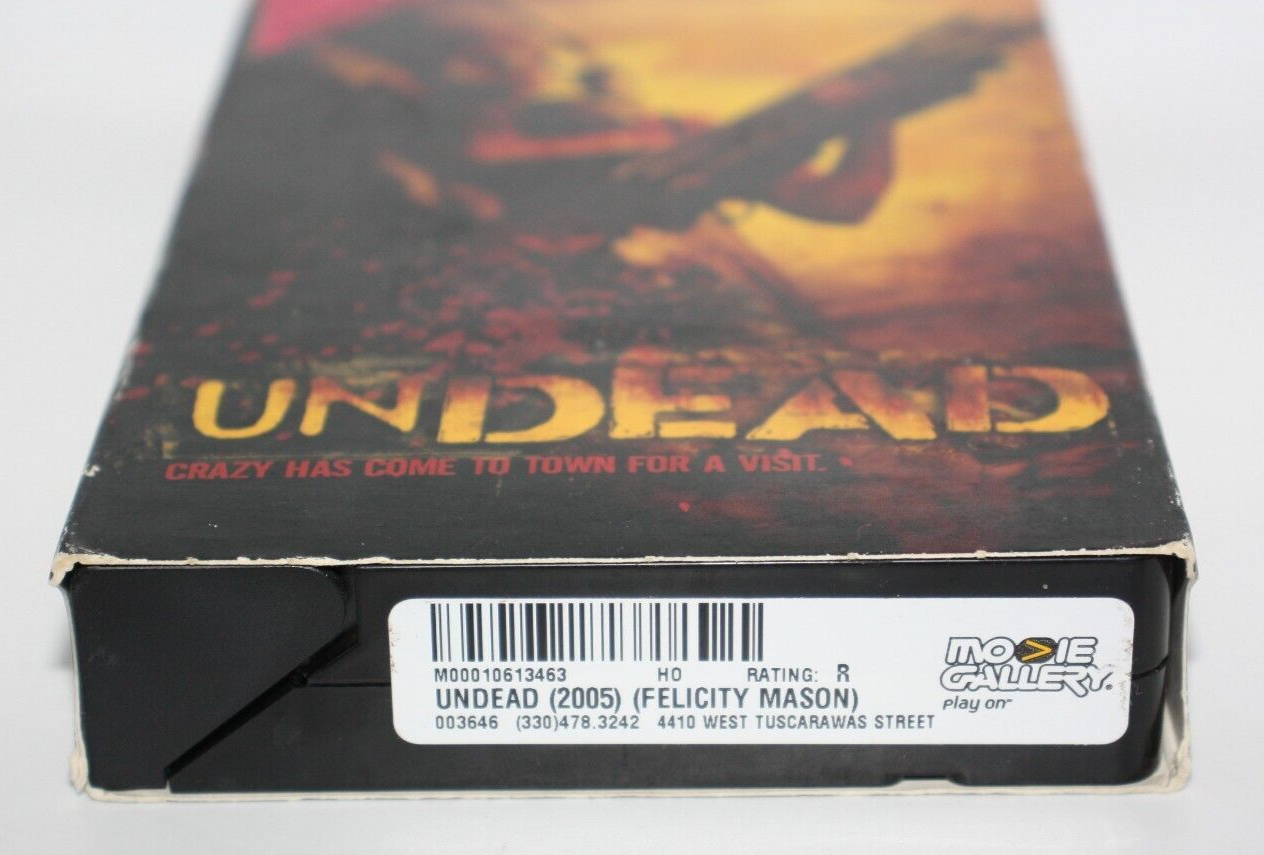 UNDEAD
CRAZY HAS COME TO TOWN FOR A VISIT.
M00010613463 HO RATING: R
UNDEAD (2005) (FELICITY MASON)
003646 (330)478.3242 4410 WEST TUSCARAWAS STREET
MOVIE
GALLERY®
play on℠